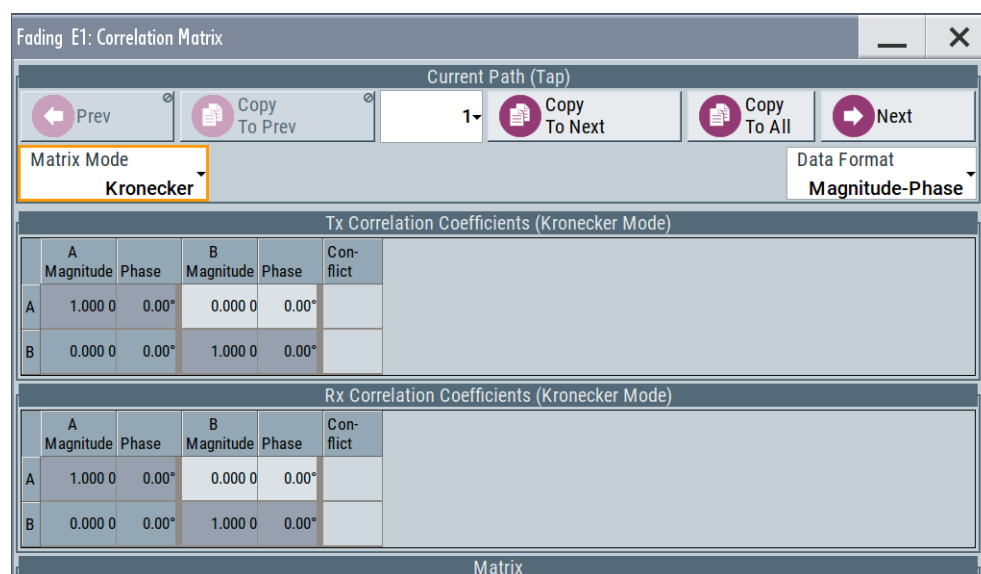 Fading E1: Correlation Matrix
Current Path (Tap)
Prev
Copy
To Prev
1
Copy
To Next
Copy
To All
Next
Matrix Mode
Kronecker
Data Format
Magnitude-Phase
Tx Correlation Coefficients (Kronecker Mode)
A B Con-
Magnitude Phase Magnitude Phase flict
A 1.000 0 0.00° 0.000 0 0.00°
B 0.000 0 0.00° 1.000 0 0.00°
Rx Correlation Coefficients (Kronecker Mode)
A B Con-
Magnitude Phase Magnitude Phase flict
A 1.000 0 0.00° 0.000 0 0.00°
B 0.000 0 0.00° 1.000 0 0.00°
Matrix